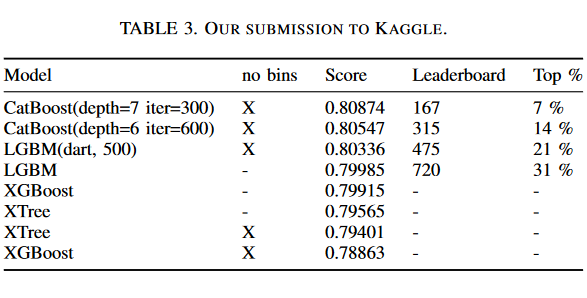 TABLE 3. OUR SUBMISSION TO KAGGLE.
Model no bins Score Leaderboard Top %
CatBoost(depth=7 iter=300) X 0.80874 167 7 %
CatBoost(depth=6 iter=600) X 0.80547 315 14 %
LGBM(dart, 500) X 0.80336 475 21 %
LGBM - 0.79985 720 31 %
XGBoost - 0.79915 - -
XTree - 0.79565 - -
XTree X 0.79401 - -
XGBoost X 0.78863 - -